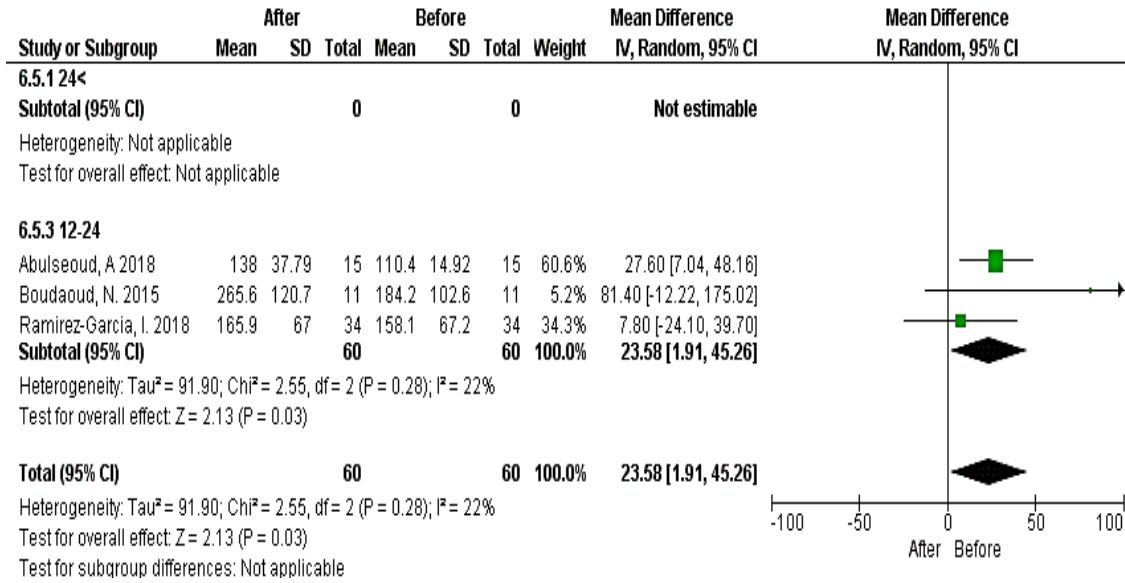 After Before Mean Difference Mean Difference
Study or Subgroup Mean SD Total Mean SD Total Weight IV, Random, 95% CI IV, Random, 95% CI
6.5.1 24<
Subtotal (95% CI) 0 0 Not estimable
Heterogeneity: Not applicable
Test for overall effect: Not applicable
6.5.3 12-24
Abulseoud, A 2018 138 37.79 15 110.4 14.92 15 60.6% 27.60 [7.04, 48.16]
Boudaoud, N. 2015 265.6 120.7 11 184.2 102.6 11 5.2% 81.40 [-12.22, 175.02]
Ramirez-Garcia, I. 2018 165.9 67 34 158.1 67.2 34 34.3% 7.80 [-24.10, 39.70]
Subtotal (95% CI) 60 60 100.0% 23.58 [1.91, 45.26]
Heterogeneity: Tau² = 91.90; Chi² = 2.55, df = 2 (P = 0.28); I² = 22%
Test for overall effect: Z = 2.13 (P = 0.03)
Total (95% CI) 60 60 100.0% 23.58 [1.91, 45.26]
Heterogeneity: Tau² = 91.90; Chi² = 2.55, df = 2 (P = 0.28); I² = 22%
Test for overall effect: Z = 2.13 (P = 0.03)
Test for subgroup differences: Not applicable
-100 -50 0 50 100
After Before